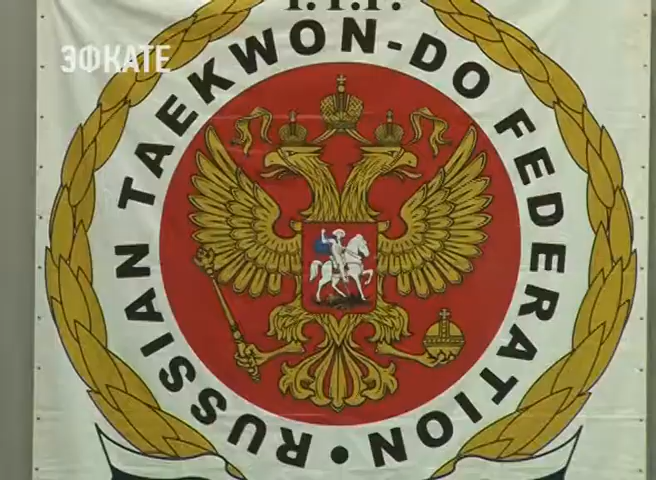 I.T.F.
ЭФКАТЕ
RUSSIAN TAEKWON-DO FEDERATION •